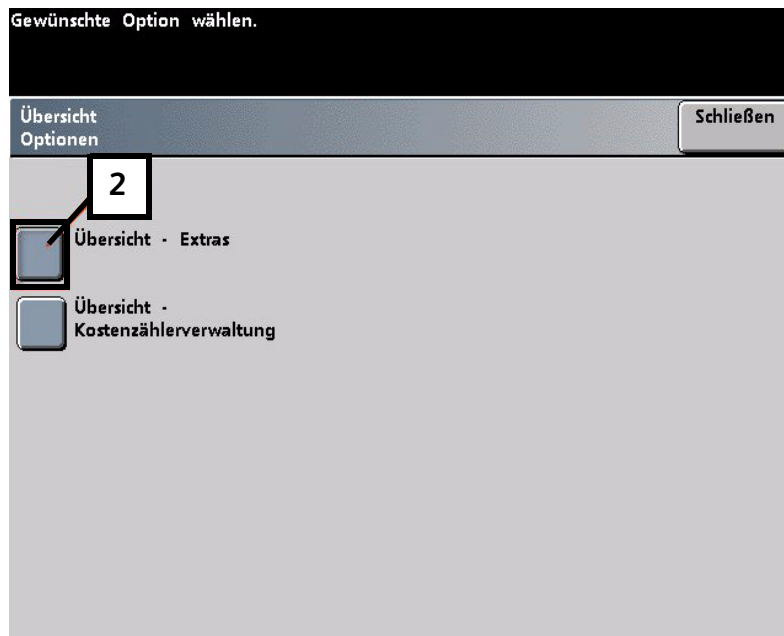 Gewünschte Option wählen.
Übersicht
Optionen
Schließen
2
Übersicht - Extras
Übersicht -
Kostenzählerverwaltung